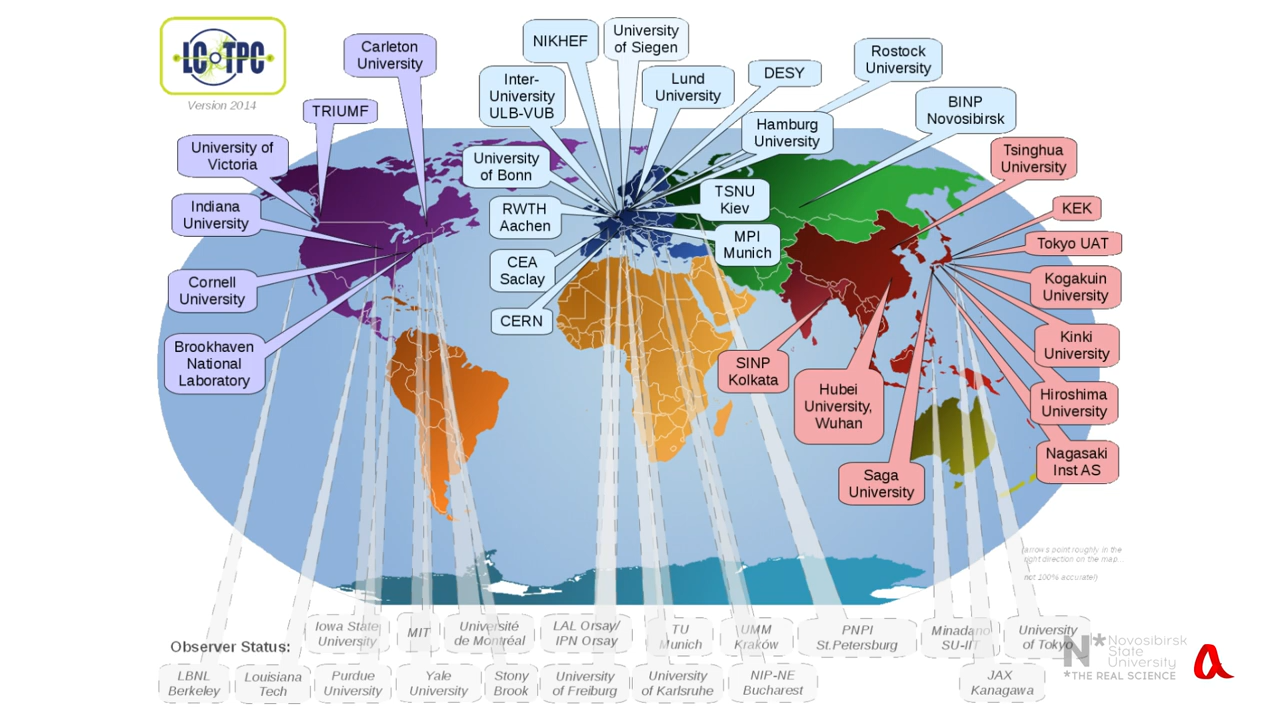 LC TPC
Version 2014
Carleton
University
TRIUMF
University of
Victoria
Indiana
University
Cornell
University
Brookhaven
National
Laboratory
NIKHEF
University
of Siegen
Inter-
University
ULB-VUB
Lund
University
DESY
Rostock
University
BINP
Novosibirsk
Hamburg
University
University
of Bonn
TSNU
Kiev
RWTH
Aachen
MPI
Munich
CEA
Saclay
CERN
Tsinghua
University
KEK
Tokyo UAT
Kogakuin
University
Kinki
University
Hiroshima
University
Nagasaki
Inst AS
SINP
Kolkata
Hubei
University,
Wuhan
Saga
University
(arrows point roughly in the
right direction on the map...
not 100% accurate!)
Observer Status:
Iowa State
University
MIT
Université
de Montréal
LAL Orsay/
IPN Orsay
TU
Munich
UMM
Kraków
PNPI
St.Petersburg
Minadano
SU-IIT
University
of Tokyo
LBNL
Berkeley
Louisiana
Tech
Purdue
University
Yale
University
Stony
Brook
University
of Freiburg
University
of Karlsruhe
NIP-NE
Bucharest
JAX
Kanagawa
N*
Novosibirsk
State
University
*THE REAL SCIENCE